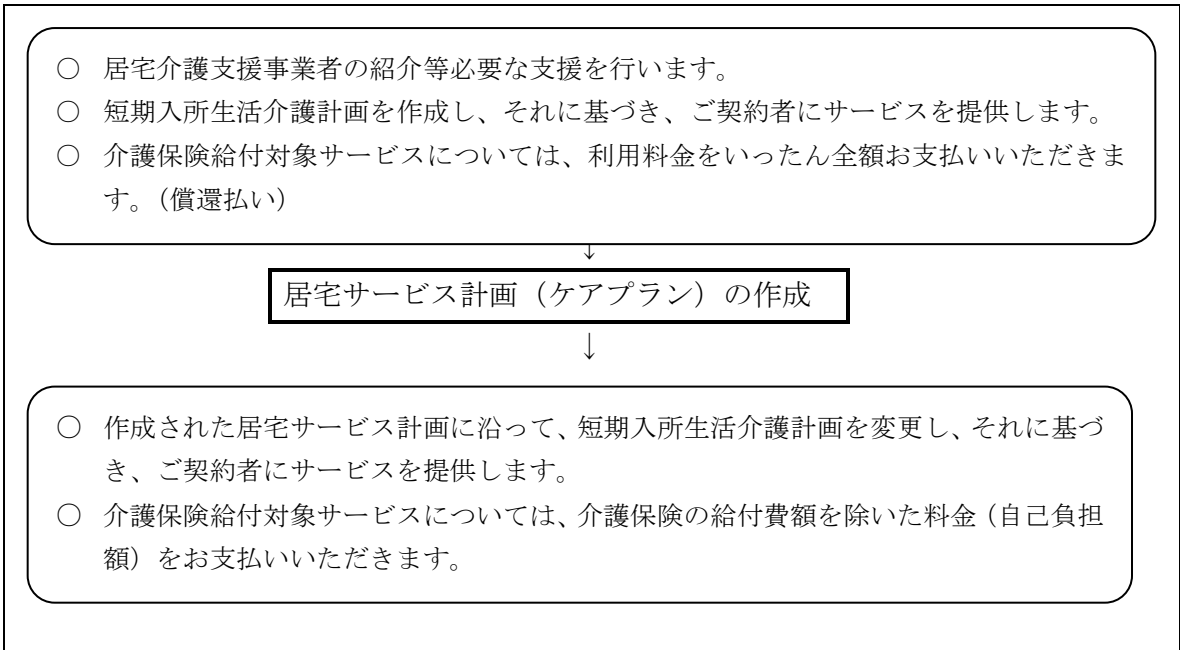 ○ 居宅介護支援事業者の紹介等必要な支援を行います。
○ 短期入所生活介護計画を作成し、それに基づき、ご契約者にサービスを提供します。
○ 介護保険給付対象サービスについては、利用料金をいったん全額お支払いいただきま
す。（償還払い）
↓
居宅サービス計画（ケアプラン）の作成
↓
○ 作成された居宅サービス計画に沿って、短期入所生活介護計画を変更し、それに基づ
き、ご契約者にサービスを提供します。
○ 介護保険給付対象サービスについては、介護保険の給付費額を除いた料金（自己負担
額）をお支払いいただきます。